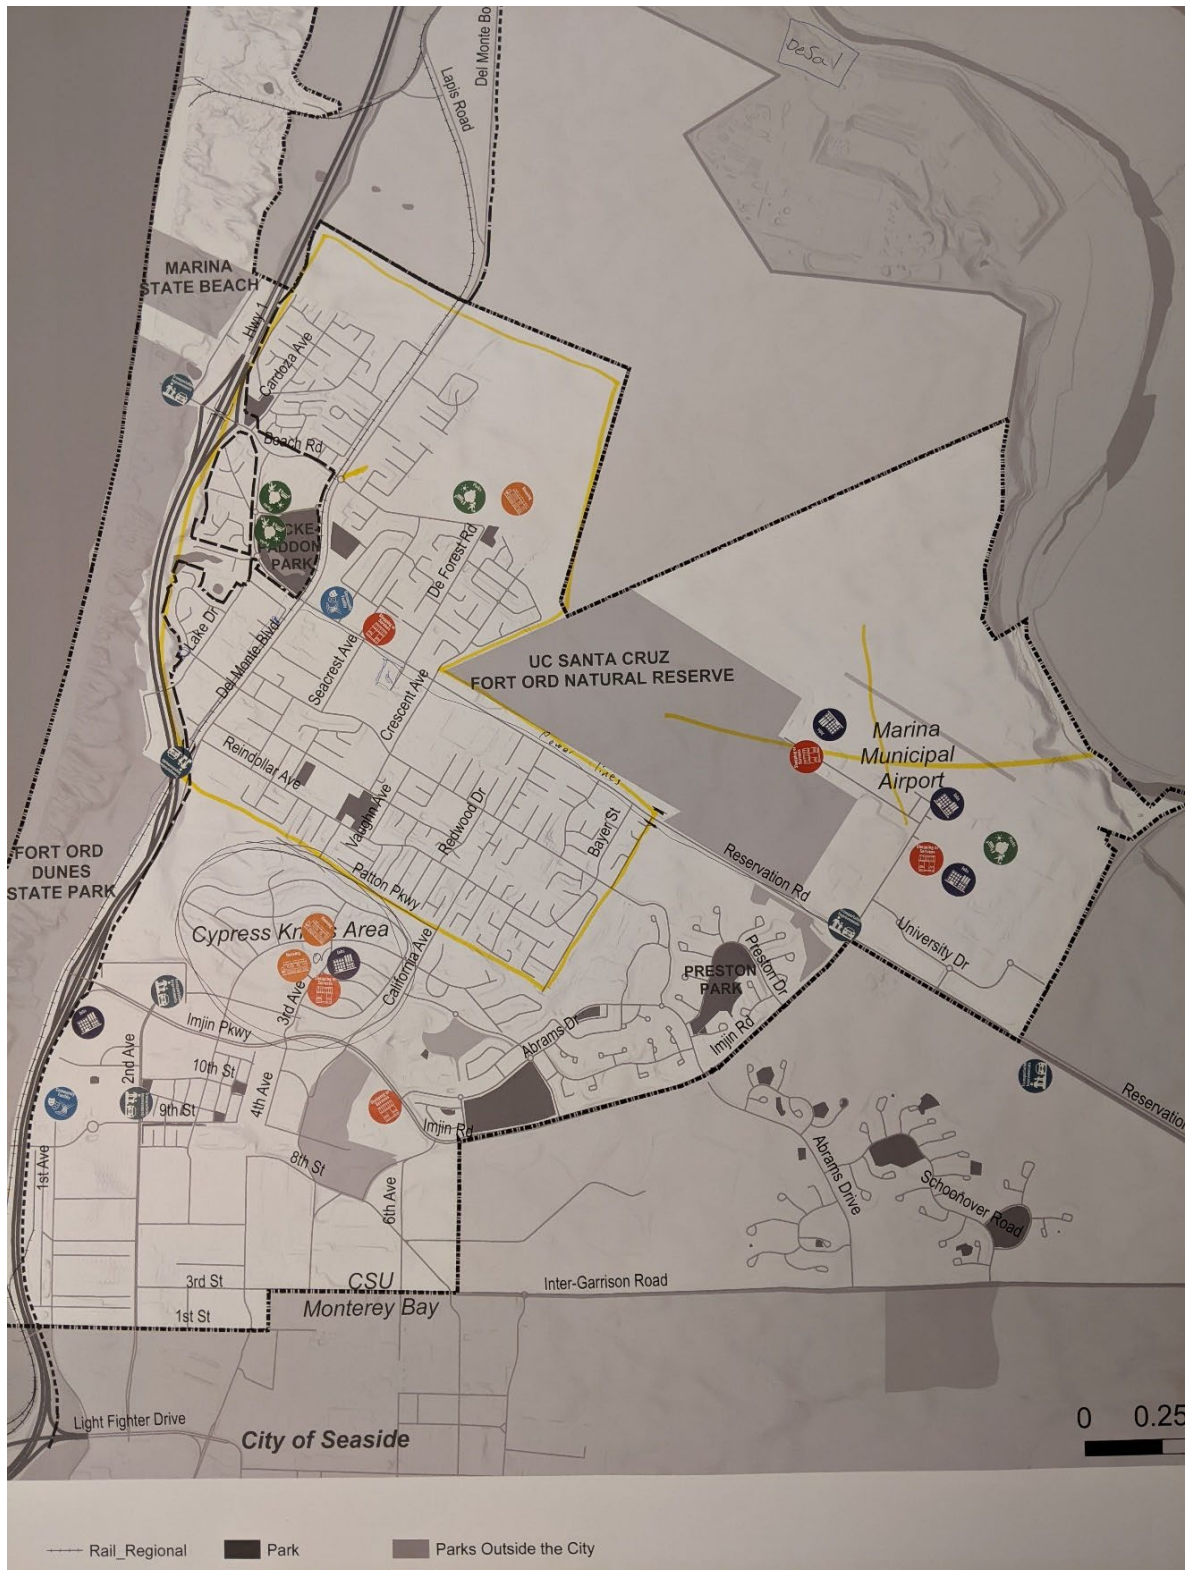 DeSal
Del Monte Bo
Lapis Road
MARINA
STATE BEACH
Hwy 1
Cardoza Ave
Beach Rd
CKE-
ADDON
PARK
De Forest Rd
Lake Dr
Del Monte Blvd
Seacrest Ave
Crescent Ave
UC SANTA CRUZ
FORT ORD NATURAL RESERVE
Power lines
Marina
Municipal
Airport
Reindollar Ave
Vaughn Ave
Redwood Dr
Bayer St
Patton Pkwy
Reservation Rd
FORT ORD
DUNES
STATE PARK
Cypress Knolls Area
California Ave
3rd Ave
University Dr
PRESTON
PARK
Preston Dr
Imjin Rd
Imjin Pkwy
Abrams Dr
2nd Ave
10th St
4th Ave
9th St
Imjin Rd
Reservation
1st Ave
8th St
6th Ave
Abrams Drive
Schoonover Road
3rd St
CSU
Monterey Bay
Inter-Garrison Road
1st St
Light Fighter Drive
City of Seaside
0 0.25
Rail_Regional
Park
Parks Outside the City